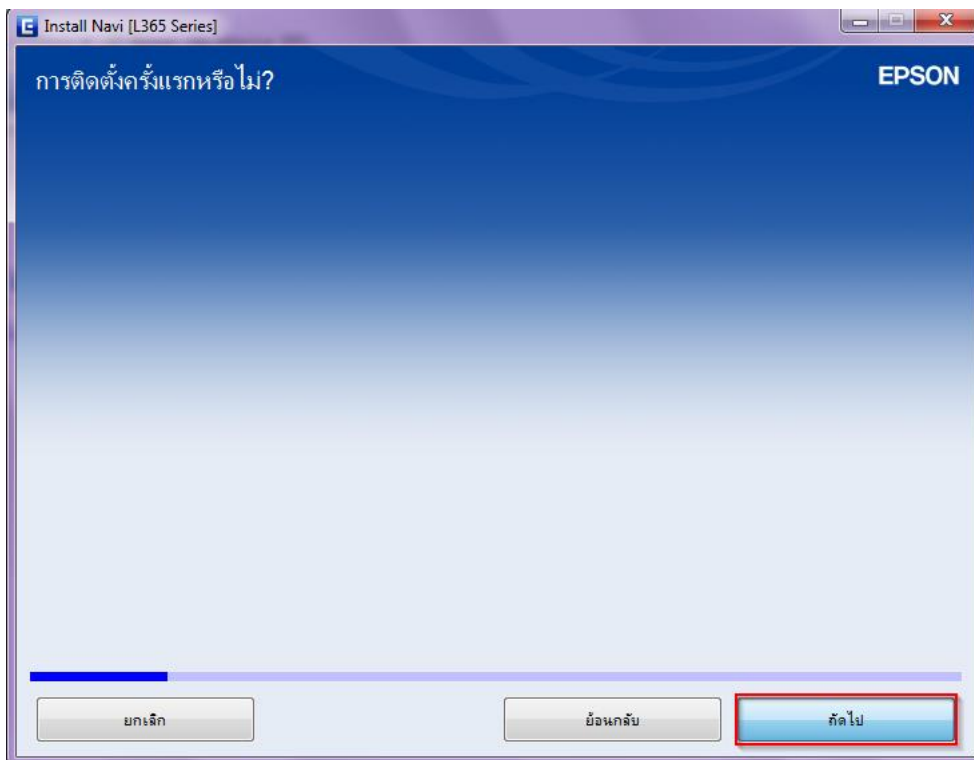 Install Navi [L365 Series]
การติดตั้งครั้งแรกหรือไม่?
EPSON
ยกเลิก
ย้อนกลับ
ถัดไป